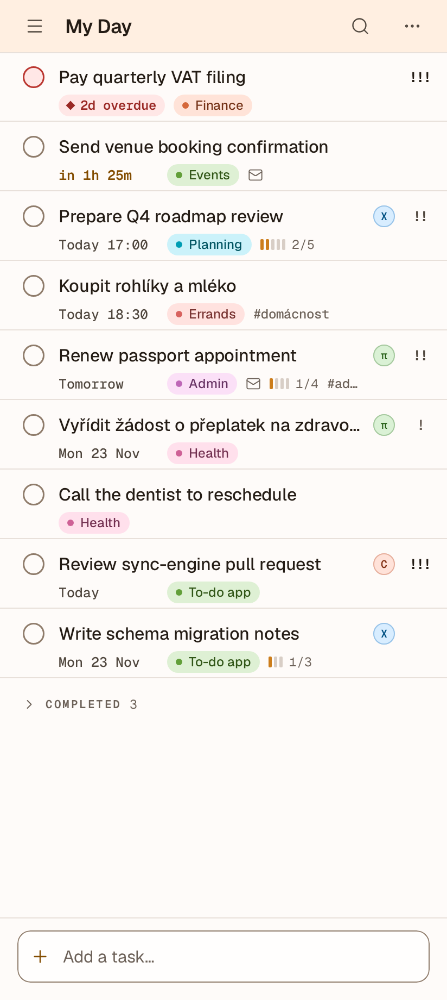 My Day
Pay quarterly VAT filing !!!
2d overdue Finance
Send venue booking confirmation
in 1h 25m Events
Prepare Q4 roadmap review X !!
Today 17:00 Planning 2/5
Koupit rohlíky a mléko
Today 18:30 Errands #domácnost
Renew passport appointment π !!
Tomorrow Admin 1/4 #ad…
Vyřídit žádost o přeplatek na zdravo… π !
Mon 23 Nov Health
Call the dentist to reschedule
Health
Review sync-engine pull request C !!!
Today To-do app
Write schema migration notes X
Mon 23 Nov To-do app 1/3
COMPLETED 3
+ Add a task…